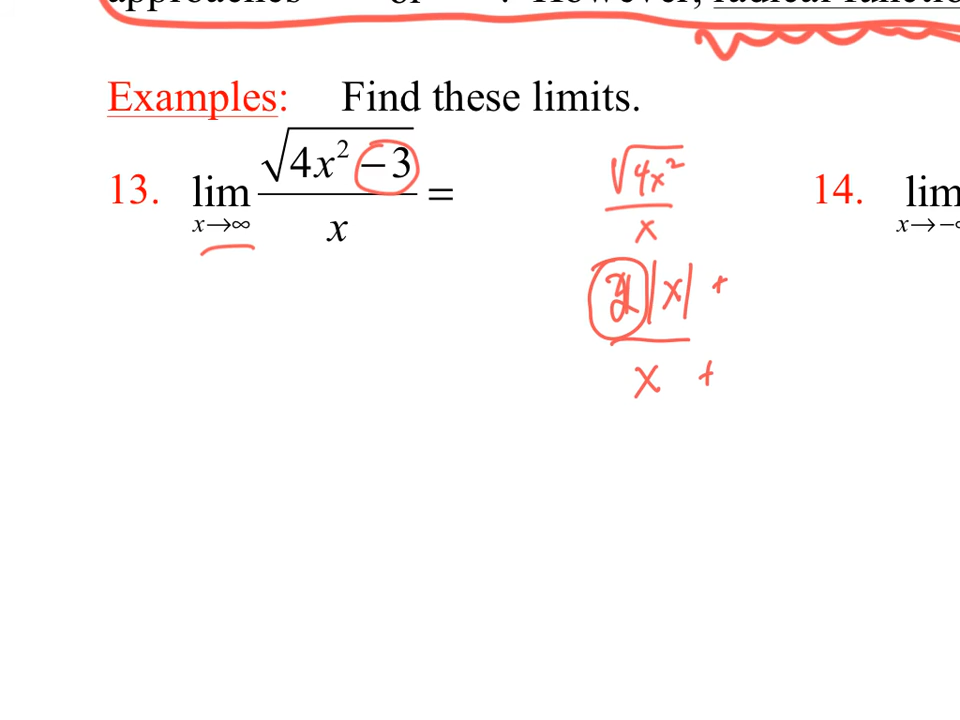 Examples: Find these limits.
13. lim x→∞ √(4x² − 3) / x =
√(4x²) / x
2|x| +
x +
14. lim x→ −